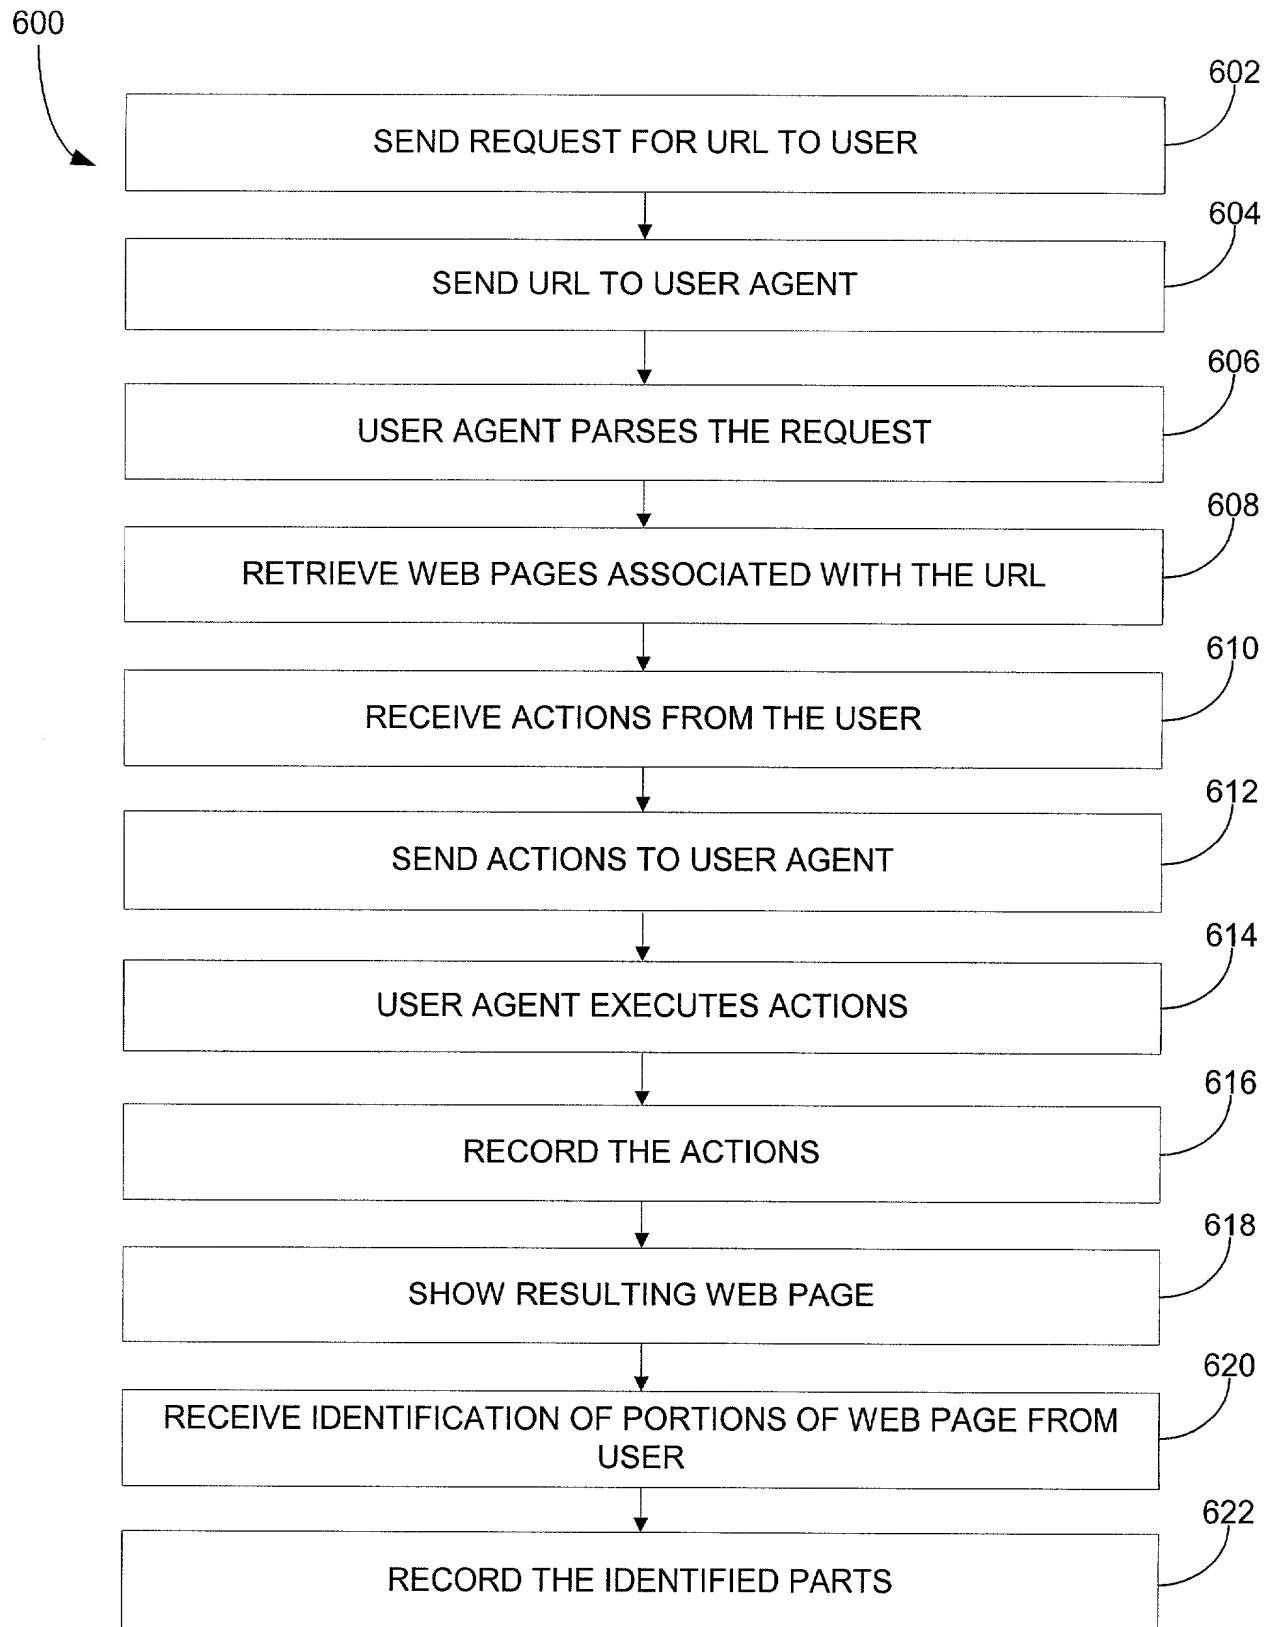 600
602
SEND REQUEST FOR URL TO USER
604
SEND URL TO USER AGENT
606
USER AGENT PARSES THE REQUEST
608
RETRIEVE WEB PAGES ASSOCIATED WITH THE URL
610
RECEIVE ACTIONS FROM THE USER
612
SEND ACTIONS TO USER AGENT
614
USER AGENT EXECUTES ACTIONS
616
RECORD THE ACTIONS
618
SHOW RESULTING WEB PAGE
620
RECEIVE IDENTIFICATION OF PORTIONS OF WEB PAGE FROM
USER
622
RECORD THE IDENTIFIED PARTS